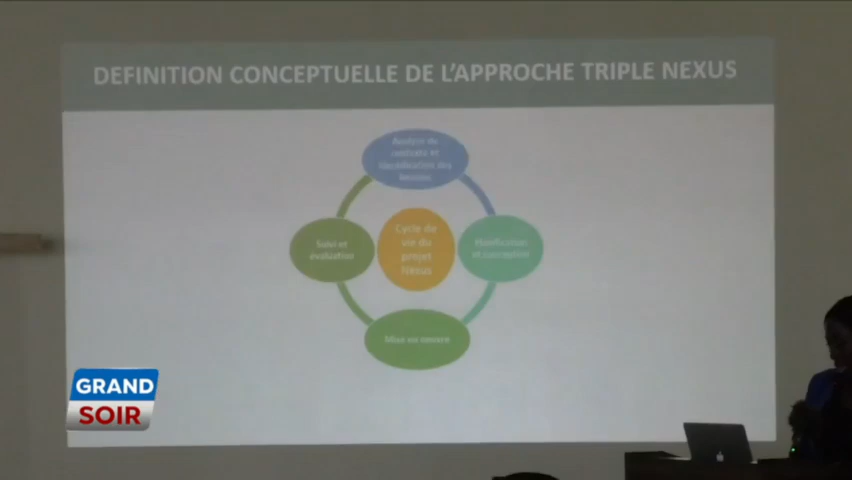 DEFINITION CONCEPTUELLE DE L'APPROCHE TRIPLE NEXUS
Analyse du
contexte et
identification des
besoins
Cycle de
vie du
projet
Nexus
Suivi et
évaluation
Planification
et conception
Mise en oeuvre
GRAND
SOIR